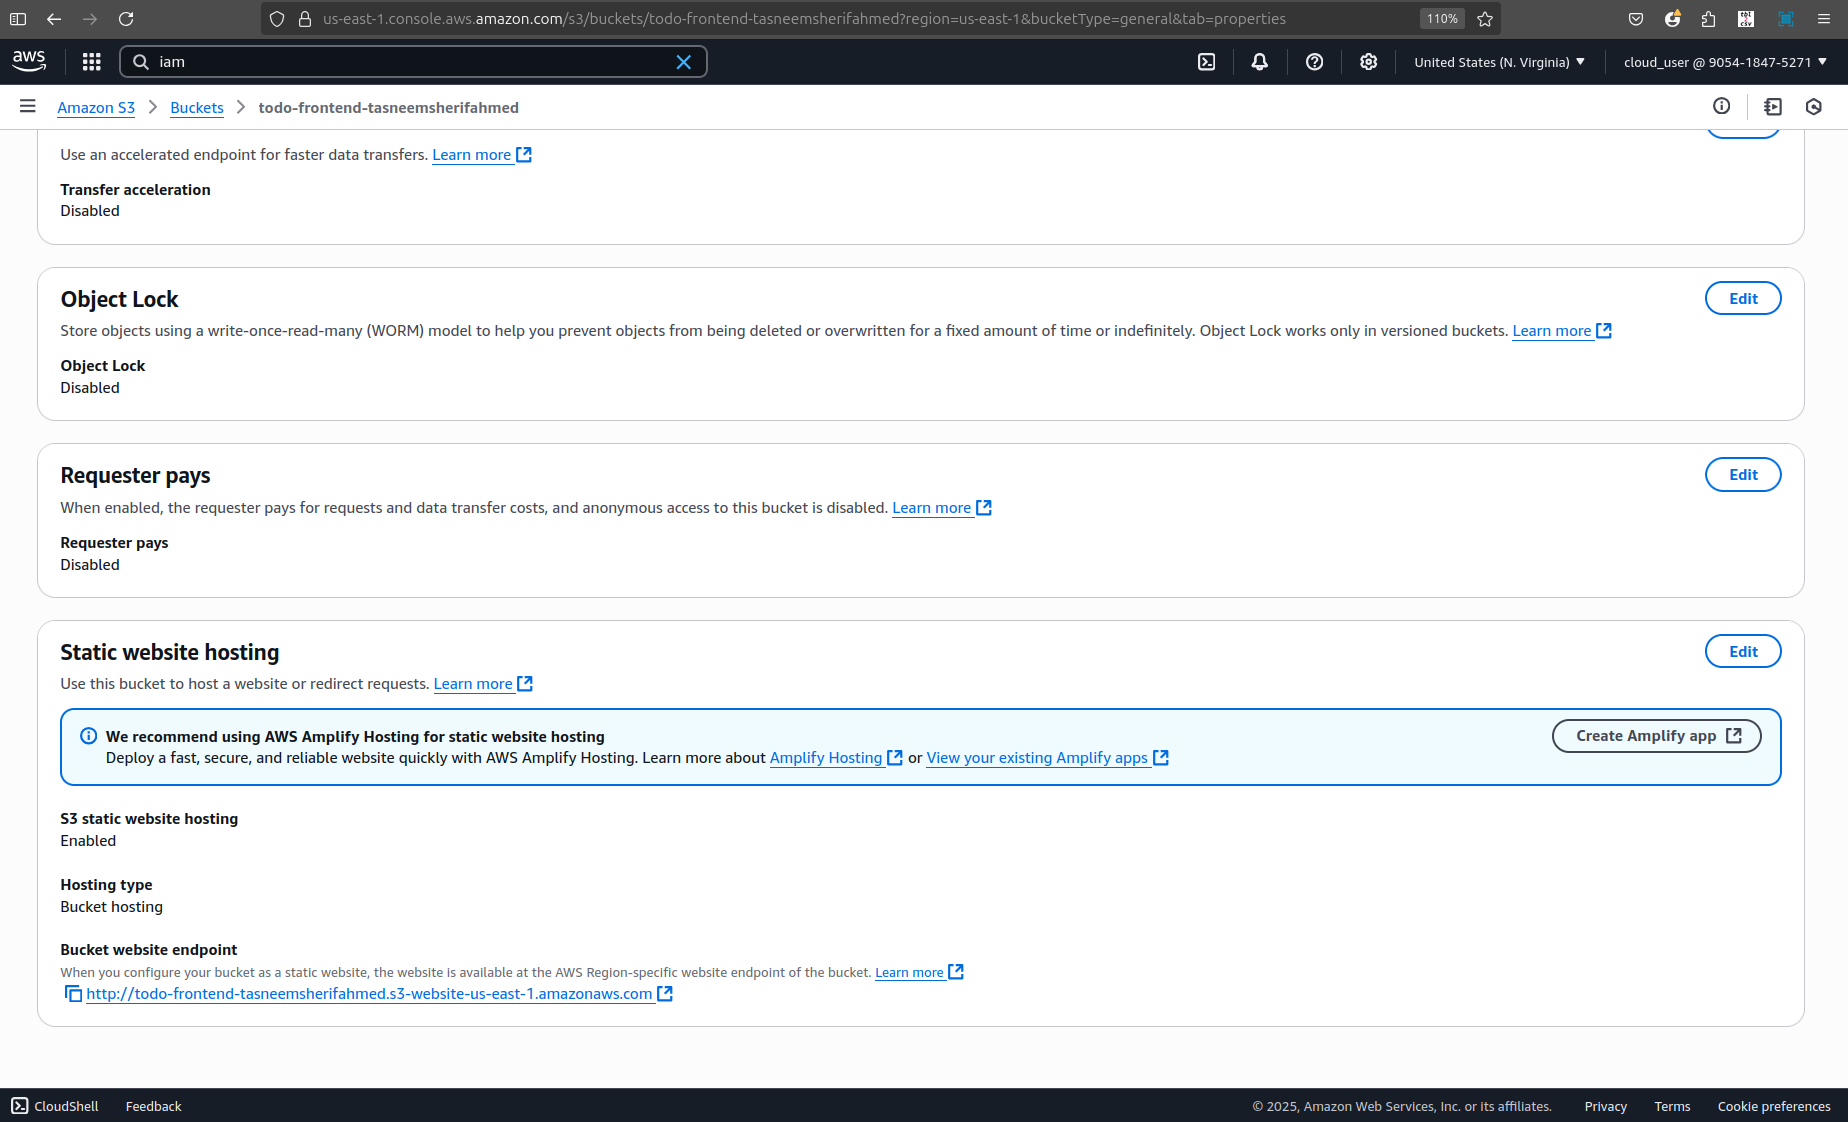 us-east-1.console.aws.amazon.com/s3/buckets/todo-frontend-tasneemsherifahmed?region=us-east-1&bucketType=general&tab=properties 110%
aws iam United States (N. Virginia) cloud_user @ 9054-1847-5271
Amazon S3 Buckets todo-frontend-tasneemsherifahmed
Use an accelerated endpoint for faster data transfers. Learn more
Transfer acceleration
Disabled
Object Lock Edit
Store objects using a write-once-read-many (WORM) model to help you prevent objects from being deleted or overwritten for a fixed amount of time or indefinitely. Object Lock works only in versioned buckets. Learn more
Object Lock
Disabled
Requester pays Edit
When enabled, the requester pays for requests and data transfer costs, and anonymous access to this bucket is disabled. Learn more
Requester pays
Disabled
Static website hosting Edit
Use this bucket to host a website or redirect requests. Learn more
We recommend using AWS Amplify Hosting for static website hosting Create Amplify app
Deploy a fast, secure, and reliable website quickly with AWS Amplify Hosting. Learn more about Amplify Hosting or View your existing Amplify apps
S3 static website hosting
Enabled
Hosting type
Bucket hosting
Bucket website endpoint
When you configure your bucket as a static website, the website is available at the AWS Region-specific website endpoint of the bucket. Learn more
http://todo-frontend-tasneemsherifahmed.s3-website-us-east-1.amazonaws.com
CloudShell Feedback © 2025, Amazon Web Services, Inc. or its affiliates. Privacy Terms Cookie preferences